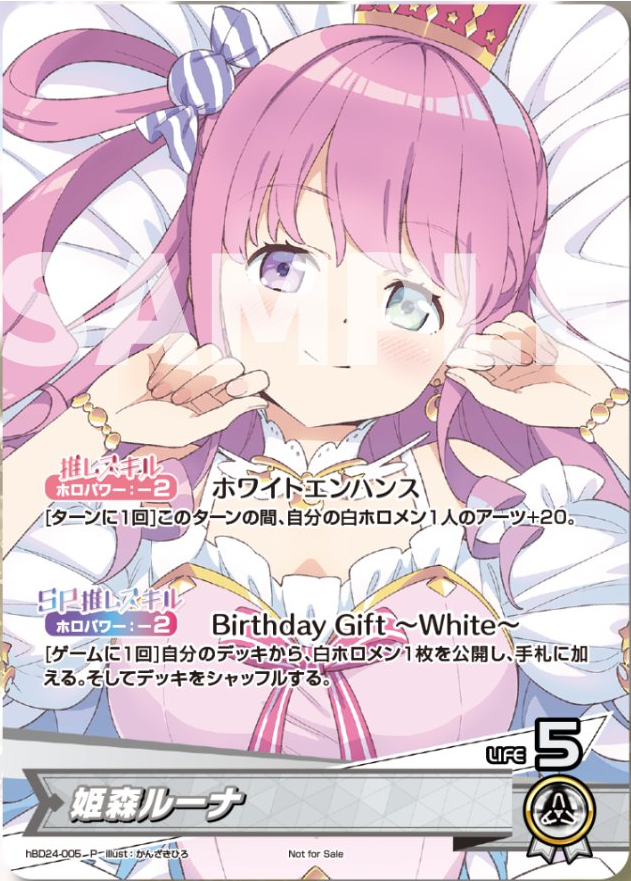 SAMPLE
推しスキル
ホロパワー:-2
ホワイトエンハンス
[ターンに1回]このターンの間、自分の白ホロメン1人のアーツ+20。
SP推しスキル
ホロパワー:-2
Birthday Gift ~White~
[ゲームに1回]自分のデッキから、白ホロメン1枚を公開し、手札に加
える。そしてデッキをシャッフルする。
LIFE 5
姫森ルーナ
hBD24-005 P illust:かんざきひろ
Not for Sale